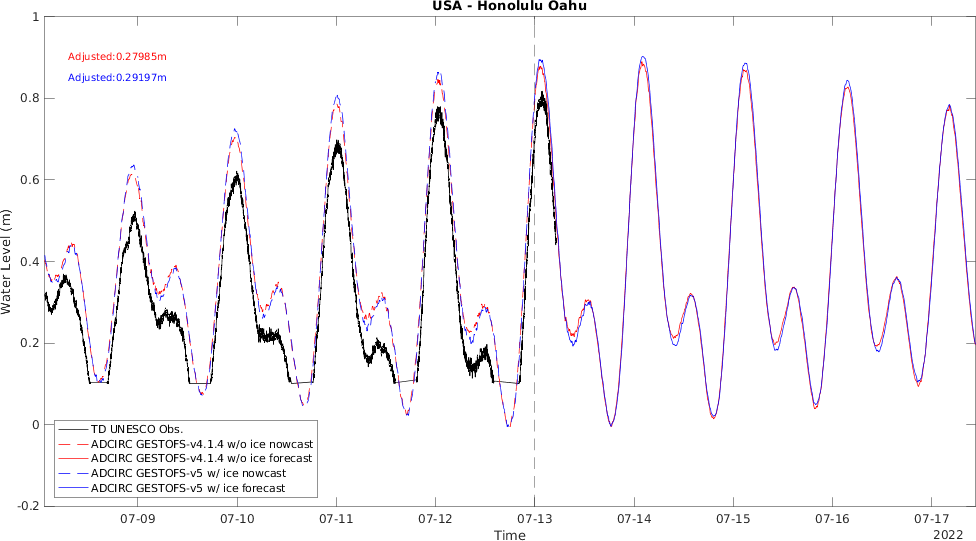 USA - Honolulu Oahu
1
0.8
0.6
0.4
0.2
0
-0.2
Water Level (m)
Adjusted:0.27985m
Adjusted:0.29197m
TD UNESCO Obs.
ADCIRC GESTOFS-v4.1.4 w/o ice nowcast
ADCIRC GESTOFS-v4.1.4 w/o ice forecast
ADCIRC GESTOFS-v5 w/ ice nowcast
ADCIRC GESTOFS-v5 w/ ice forecast
07-09 07-10 07-11 07-12 07-13 07-14 07-15 07-16 07-17
Time
2022